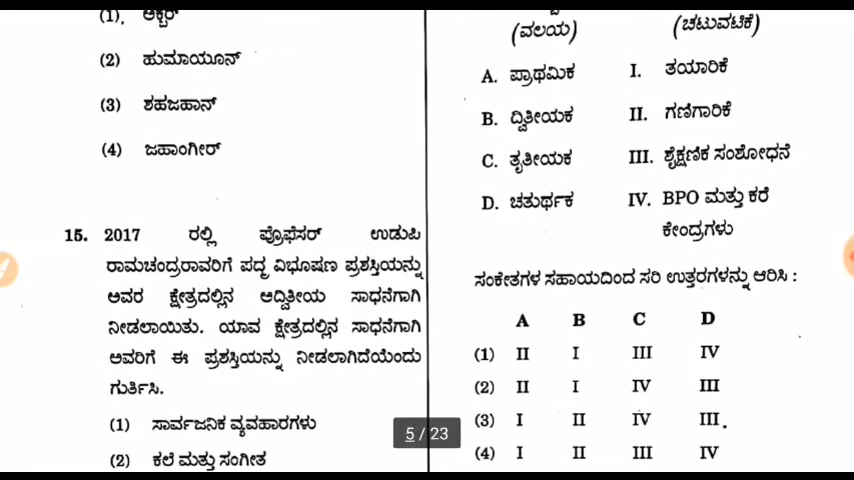 (1) ಅಕ್ಬರ್
(2) ಹುಮಾಯೂನ್
(3) ಶಹಜಹಾನ್
(4) ಜಹಾಂಗೀರ್
15. 2017 ರಲ್ಲಿ ಪ್ರೊಫೆಸರ್ ಉಡುಪಿ
ರಾಮಚಂದ್ರರಾವರಿಗೆ ಪದ್ಮ ವಿಭೂಷಣ ಪ್ರಶಸ್ತಿಯನ್ನು
ಅವರ ಕ್ಷೇತ್ರದಲ್ಲಿನ ಅದ್ವಿತೀಯ ಸಾಧನೆಗಾಗಿ
ನೀಡಲಾಯಿತು. ಯಾವ ಕ್ಷೇತ್ರದಲ್ಲಿನ ಸಾಧನೆಗಾಗಿ
ಅವರಿಗೆ ಈ ಪ್ರಶಸ್ತಿಯನ್ನು ನೀಡಲಾಗಿದೆಯೆಂದು
ಗುರ್ತಿಸಿ.
(1) ಸಾರ್ವಜನಿಕ ವ್ಯವಹಾರಗಳು
(2) ಕಲೆ ಮತ್ತು ಸಂಗೀತ
5 / 23
(ವಲಯ) (ಚಟುವಟಿಕೆ)
A. ಪ್ರಾಥಮಿಕ I. ತಯಾರಿಕೆ
B. ದ್ವಿತೀಯಕ II. ಗಣಿಗಾರಿಕೆ
C. ತೃತೀಯಕ III. ಶೈಕ್ಷಣಿಕ ಸಂಶೋಧನೆ
D. ಚತುರ್ಥಕ IV. BPO ಮತ್ತು ಕರೆ
ಕೇಂದ್ರಗಳು
ಸಂಕೇತಗಳ ಸಹಾಯದಿಂದ ಸರಿ ಉತ್ತರಗಳನ್ನು ಆರಿಸಿ :
A B C D
(1) II I III IV
(2) II I IV III
(3) I II IV III
(4) I II III IV